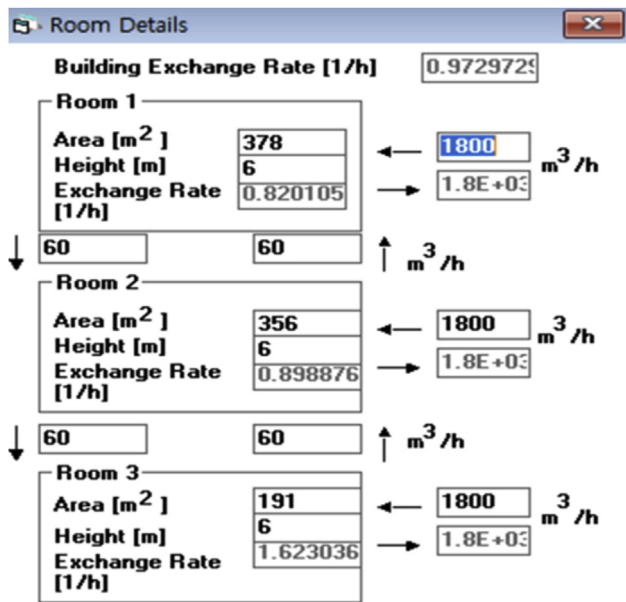 Room Details
Building Exchange Rate [1/h] 0.9729729
Room 1
Area [m² ] 378 1800
Height [m] 6 m³/h
Exchange Rate 0.820105 1.8E+03
[1/h]
60 60 m³/h
Room 2
Area [m² ] 356 1800 m³/h
Height [m] 6
Exchange Rate 0.898876 1.8E+03
[1/h]
60 60 m³/h
Room 3
Area [m² ] 191 1800 m³/h
Height [m] 6
Exchange Rate 1.623036 1.8E+03
[1/h]